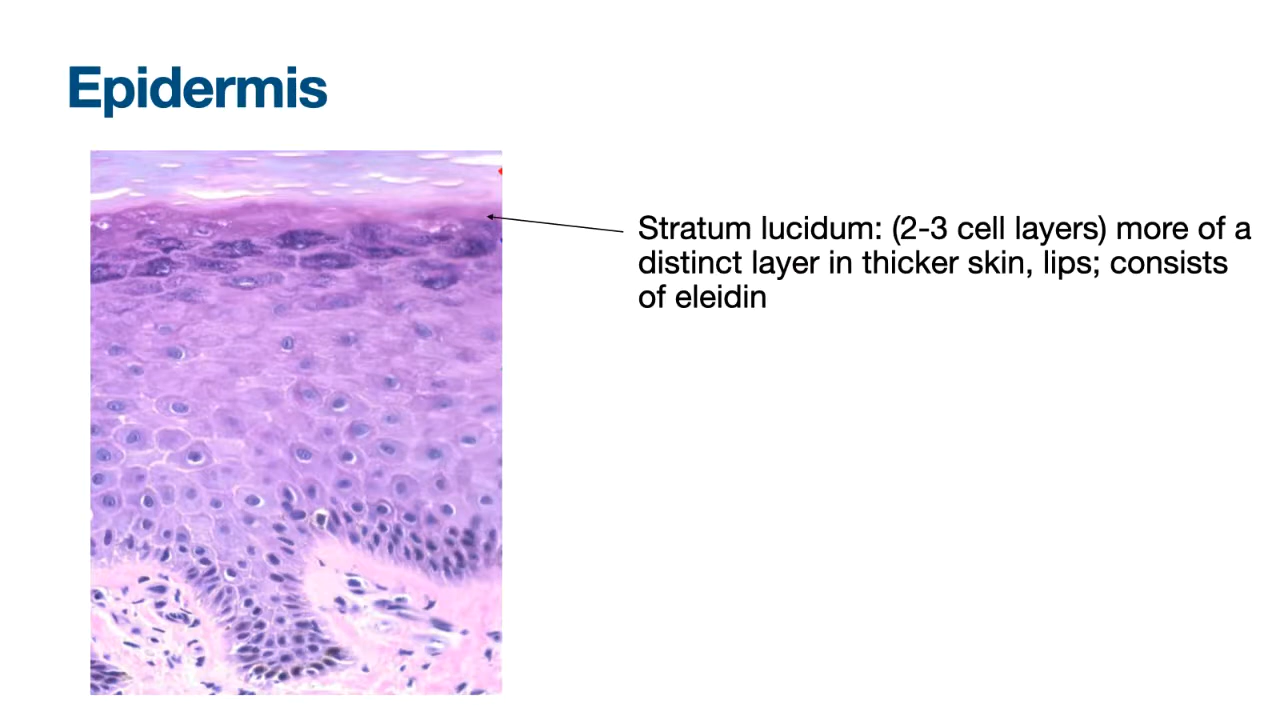 Epidermis
Stratum lucidum: (2-3 cell layers) more of a
distinct layer in thicker skin, lips; consists
of eleidin